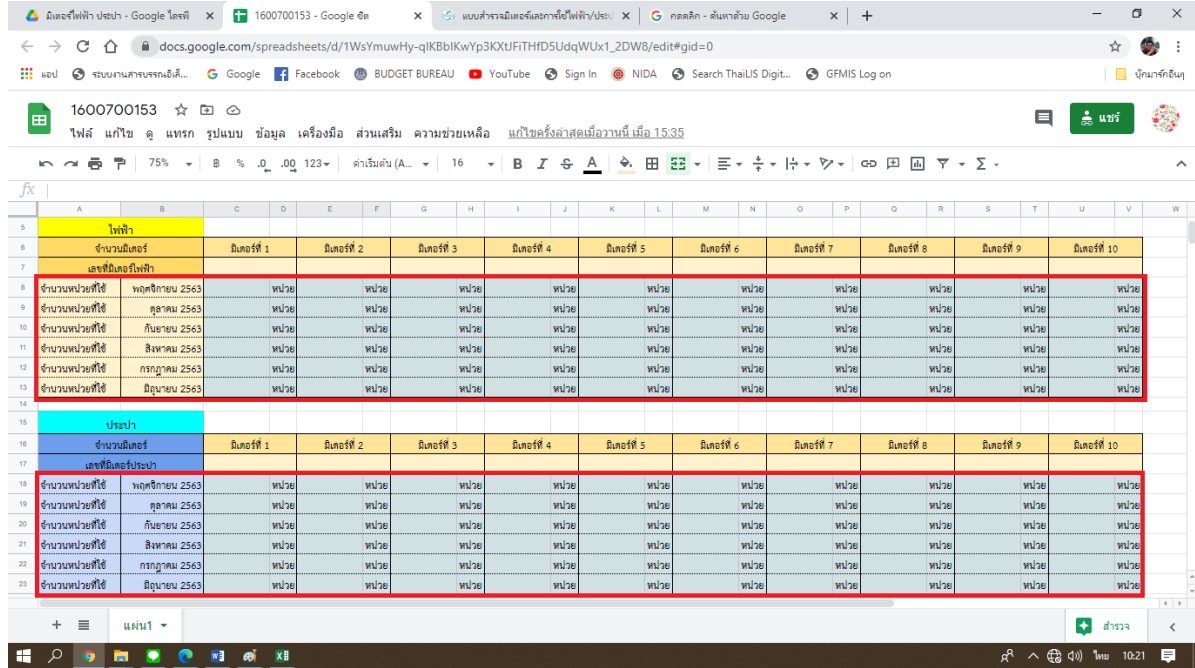 มิเตอร์ไฟฟ้า ประปา - Google ไดรฟ์ 1600700153 - Google ชีต แบบสำรวจมิเตอร์และการใช้ไฟฟ้า/ประป กดคลิก - ค้นหาด้วย Google
docs.google.com/spreadsheets/d/1WsYmuwHy-qIKBbIKwYp3KXtJFiTHfD5UdqWUx1_2DW8/edit#gid=0
แอป ระบบงานสารบรรณอิเล็... Google Facebook BUDGET BUREAU YouTube Sign In NIDA Search ThaiLIS Digit... GFMIS Log on บุ๊กมาร์กอื่นๆ
1600700153
ไฟล์ แก้ไข ดู แทรก รูปแบบ ข้อมูล เครื่องมือ ส่วนเสริม ความช่วยเหลือ แก้ไขครั้งล่าสุดเมื่อวานนี้ เมื่อ 15:35 แชร์
75% ฿ % .0 .00 123 ค่าเริ่มต้น (A... 16 B I S A
fx
A B C D E F G H I J K L M N O P Q R S T U V W
5 ไฟฟ้า
6 จำนวนมิเตอร์ มิเตอร์ที่ 1 มิเตอร์ที่ 2 มิเตอร์ที่ 3 มิเตอร์ที่ 4 มิเตอร์ที่ 5 มิเตอร์ที่ 6 มิเตอร์ที่ 7 มิเตอร์ที่ 8 มิเตอร์ที่ 9 มิเตอร์ที่ 10
7 เลขที่มิเตอร์ไฟฟ้า
8 จำนวนหน่วยที่ใช้ พฤศจิกายน 2563 หน่วย หน่วย หน่วย หน่วย หน่วย หน่วย หน่วย หน่วย หน่วย หน่วย
9 จำนวนหน่วยที่ใช้ ตุลาคม 2563 หน่วย หน่วย หน่วย หน่วย หน่วย หน่วย หน่วย หน่วย หน่วย หน่วย
10 จำนวนหน่วยที่ใช้ กันยายน 2563 หน่วย หน่วย หน่วย หน่วย หน่วย หน่วย หน่วย หน่วย หน่วย หน่วย
11 จำนวนหน่วยที่ใช้ สิงหาคม 2563 หน่วย หน่วย หน่วย หน่วย หน่วย หน่วย หน่วย หน่วย หน่วย หน่วย
12 จำนวนหน่วยที่ใช้ กรกฎาคม 2563 หน่วย หน่วย หน่วย หน่วย หน่วย หน่วย หน่วย หน่วย หน่วย หน่วย
13 จำนวนหน่วยที่ใช้ มิถุนายน 2563 หน่วย หน่วย หน่วย หน่วย หน่วย หน่วย หน่วย หน่วย หน่วย หน่วย
14
15 ประปา
16 จำนวนมิเตอร์ มิเตอร์ที่ 1 มิเตอร์ที่ 2 มิเตอร์ที่ 3 มิเตอร์ที่ 4 มิเตอร์ที่ 5 มิเตอร์ที่ 6 มิเตอร์ที่ 7 มิเตอร์ที่ 8 มิเตอร์ที่ 9 มิเตอร์ที่ 10
17 เลขที่มิเตอร์ประปา
18 จำนวนหน่วยที่ใช้ พฤศจิกายน 2563 หน่วย หน่วย หน่วย หน่วย หน่วย หน่วย หน่วย หน่วย หน่วย หน่วย
19 จำนวนหน่วยที่ใช้ ตุลาคม 2563 หน่วย หน่วย หน่วย หน่วย หน่วย หน่วย หน่วย หน่วย หน่วย หน่วย
20 จำนวนหน่วยที่ใช้ กันยายน 2563 หน่วย หน่วย หน่วย หน่วย หน่วย หน่วย หน่วย หน่วย หน่วย หน่วย
21 จำนวนหน่วยที่ใช้ สิงหาคม 2563 หน่วย หน่วย หน่วย หน่วย หน่วย หน่วย หน่วย หน่วย หน่วย หน่วย
22 จำนวนหน่วยที่ใช้ กรกฎาคม 2563 หน่วย หน่วย หน่วย หน่วย หน่วย หน่วย หน่วย หน่วย หน่วย หน่วย
23 จำนวนหน่วยที่ใช้ มิถุนายน 2563 หน่วย หน่วย หน่วย หน่วย หน่วย หน่วย หน่วย หน่วย หน่วย หน่วย
แผ่น1 สำรวจ
ไทย 10:21